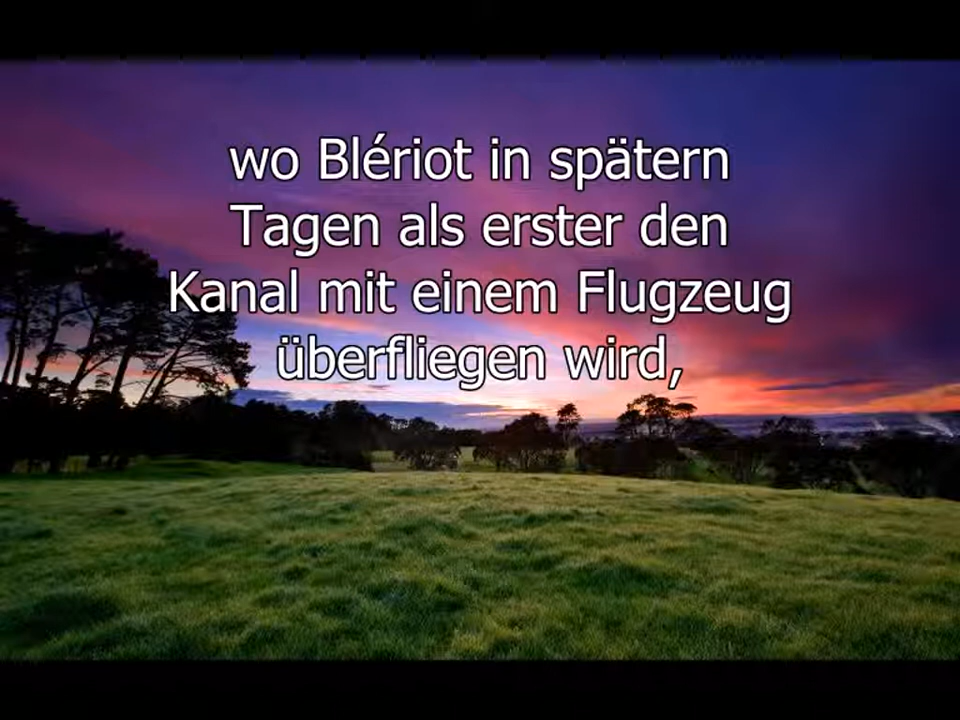 wo Blériot in spätern
Tagen als erster den
Kanal mit einem Flugzeug
überfliegen wird,